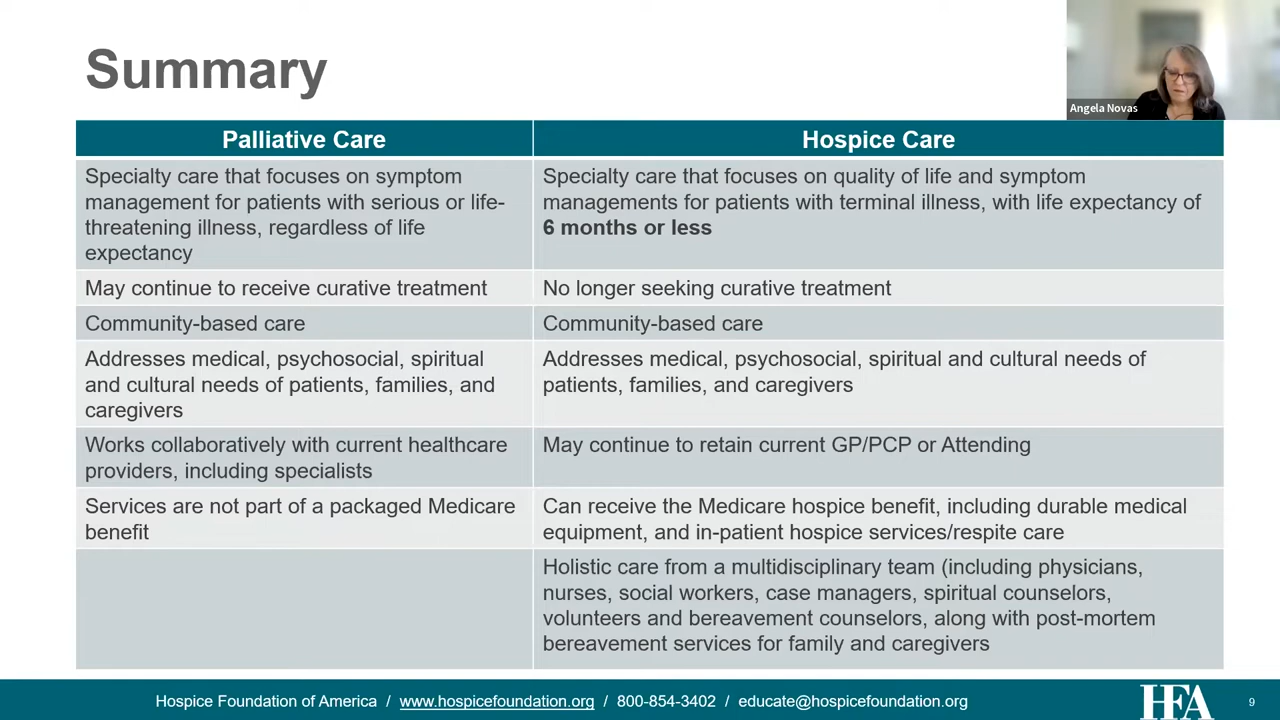 Summary
Angela Novas
Palliative Care
Hospice Care
Specialty care that focuses on symptom
management for patients with serious or life-
threatening illness, regardless of life
expectancy
Specialty care that focuses on quality of life and symptom
managements for patients with terminal illness, with life expectancy of
6 months or less
May continue to receive curative treatment
No longer seeking curative treatment
Community-based care
Community-based care
Addresses medical, psychosocial, spiritual
and cultural needs of patients, families, and
caregivers
Addresses medical, psychosocial, spiritual and cultural needs of
patients, families, and caregivers
Works collaboratively with current healthcare
providers, including specialists
May continue to retain current GP/PCP or Attending
Services are not part of a packaged Medicare
benefit
Can receive the Medicare hospice benefit, including durable medical
equipment, and in-patient hospice services/respite care
Holistic care from a multidisciplinary team (including physicians,
nurses, social workers, case managers, spiritual counselors,
volunteers and bereavement counselors, along with post-mortem
bereavement services for family and caregivers
Hospice Foundation of America / www.hospicefoundation.org / 800-854-3402 / educate@hospicefoundation.org
HFA
9